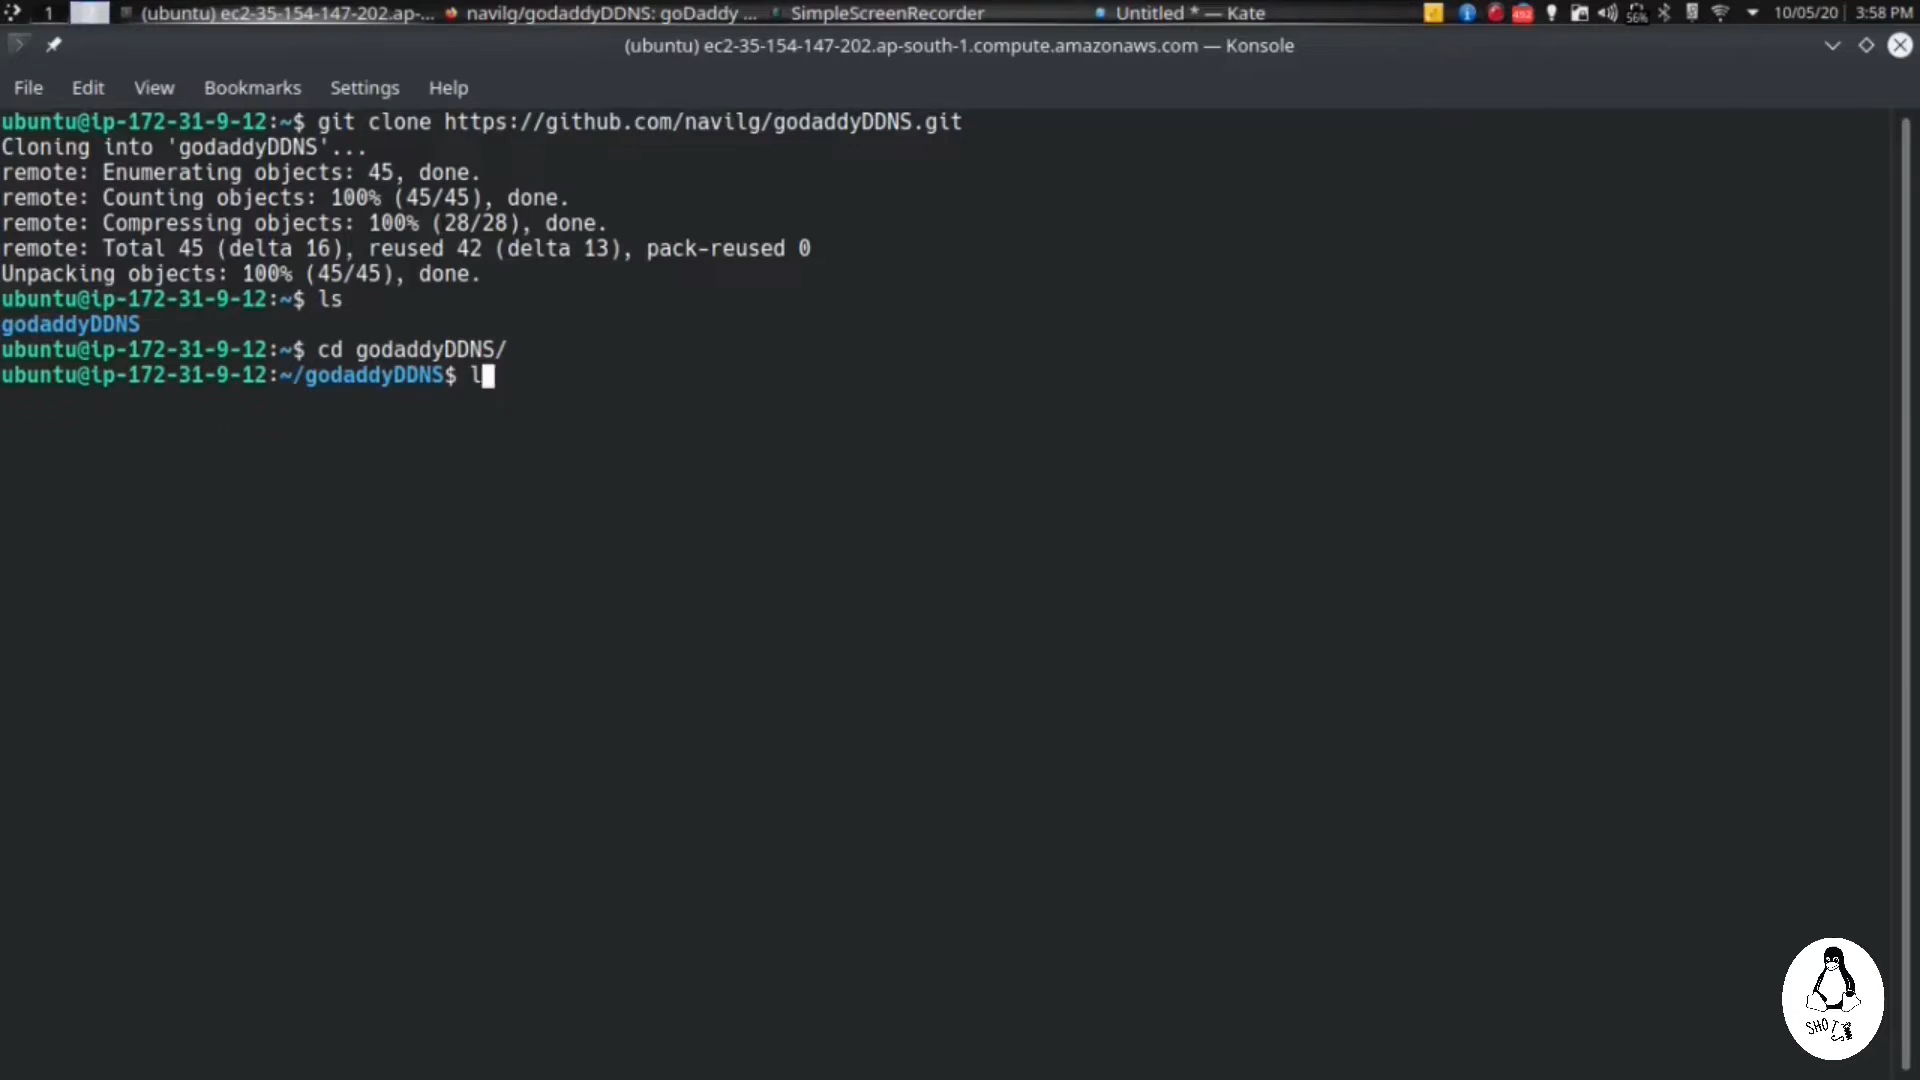 1 (ubuntu) ec2-35-154-147-202.ap-... navilg/godaddyDDNS: goDaddy ... SimpleScreenRecorder Untitled * — Kate 492 56% 10/05/20 3:58 PM
(ubuntu) ec2-35-154-147-202.ap-south-1.compute.amazonaws.com — Konsole
File Edit View Bookmarks Settings Help
ubuntu@ip-172-31-9-12:~$ git clone https://github.com/navilg/godaddyDDNS.git
Cloning into 'godaddyDDNS'...
remote: Enumerating objects: 45, done.
remote: Counting objects: 100% (45/45), done.
remote: Compressing objects: 100% (28/28), done.
remote: Total 45 (delta 16), reused 42 (delta 13), pack-reused 0
Unpacking objects: 100% (45/45), done.
ubuntu@ip-172-31-9-12:~$ ls
godaddyDDNS
ubuntu@ip-172-31-9-12:~$ cd godaddyDDNS/
ubuntu@ip-172-31-9-12:~/godaddyDDNS$ l